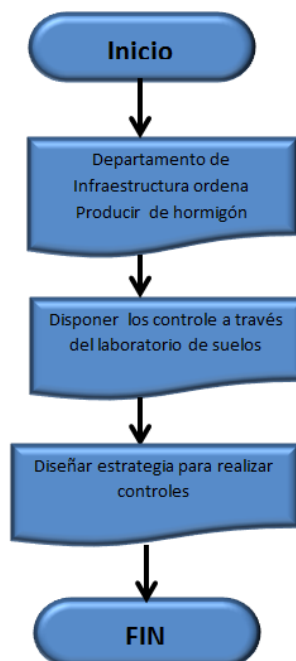 Inicio
Departamento de
Infraestructura ordena
Producir de hormigón
Disponer los controle a través
del laboratorio de suelos
Diseñar estrategia para realizar
controles
FIN